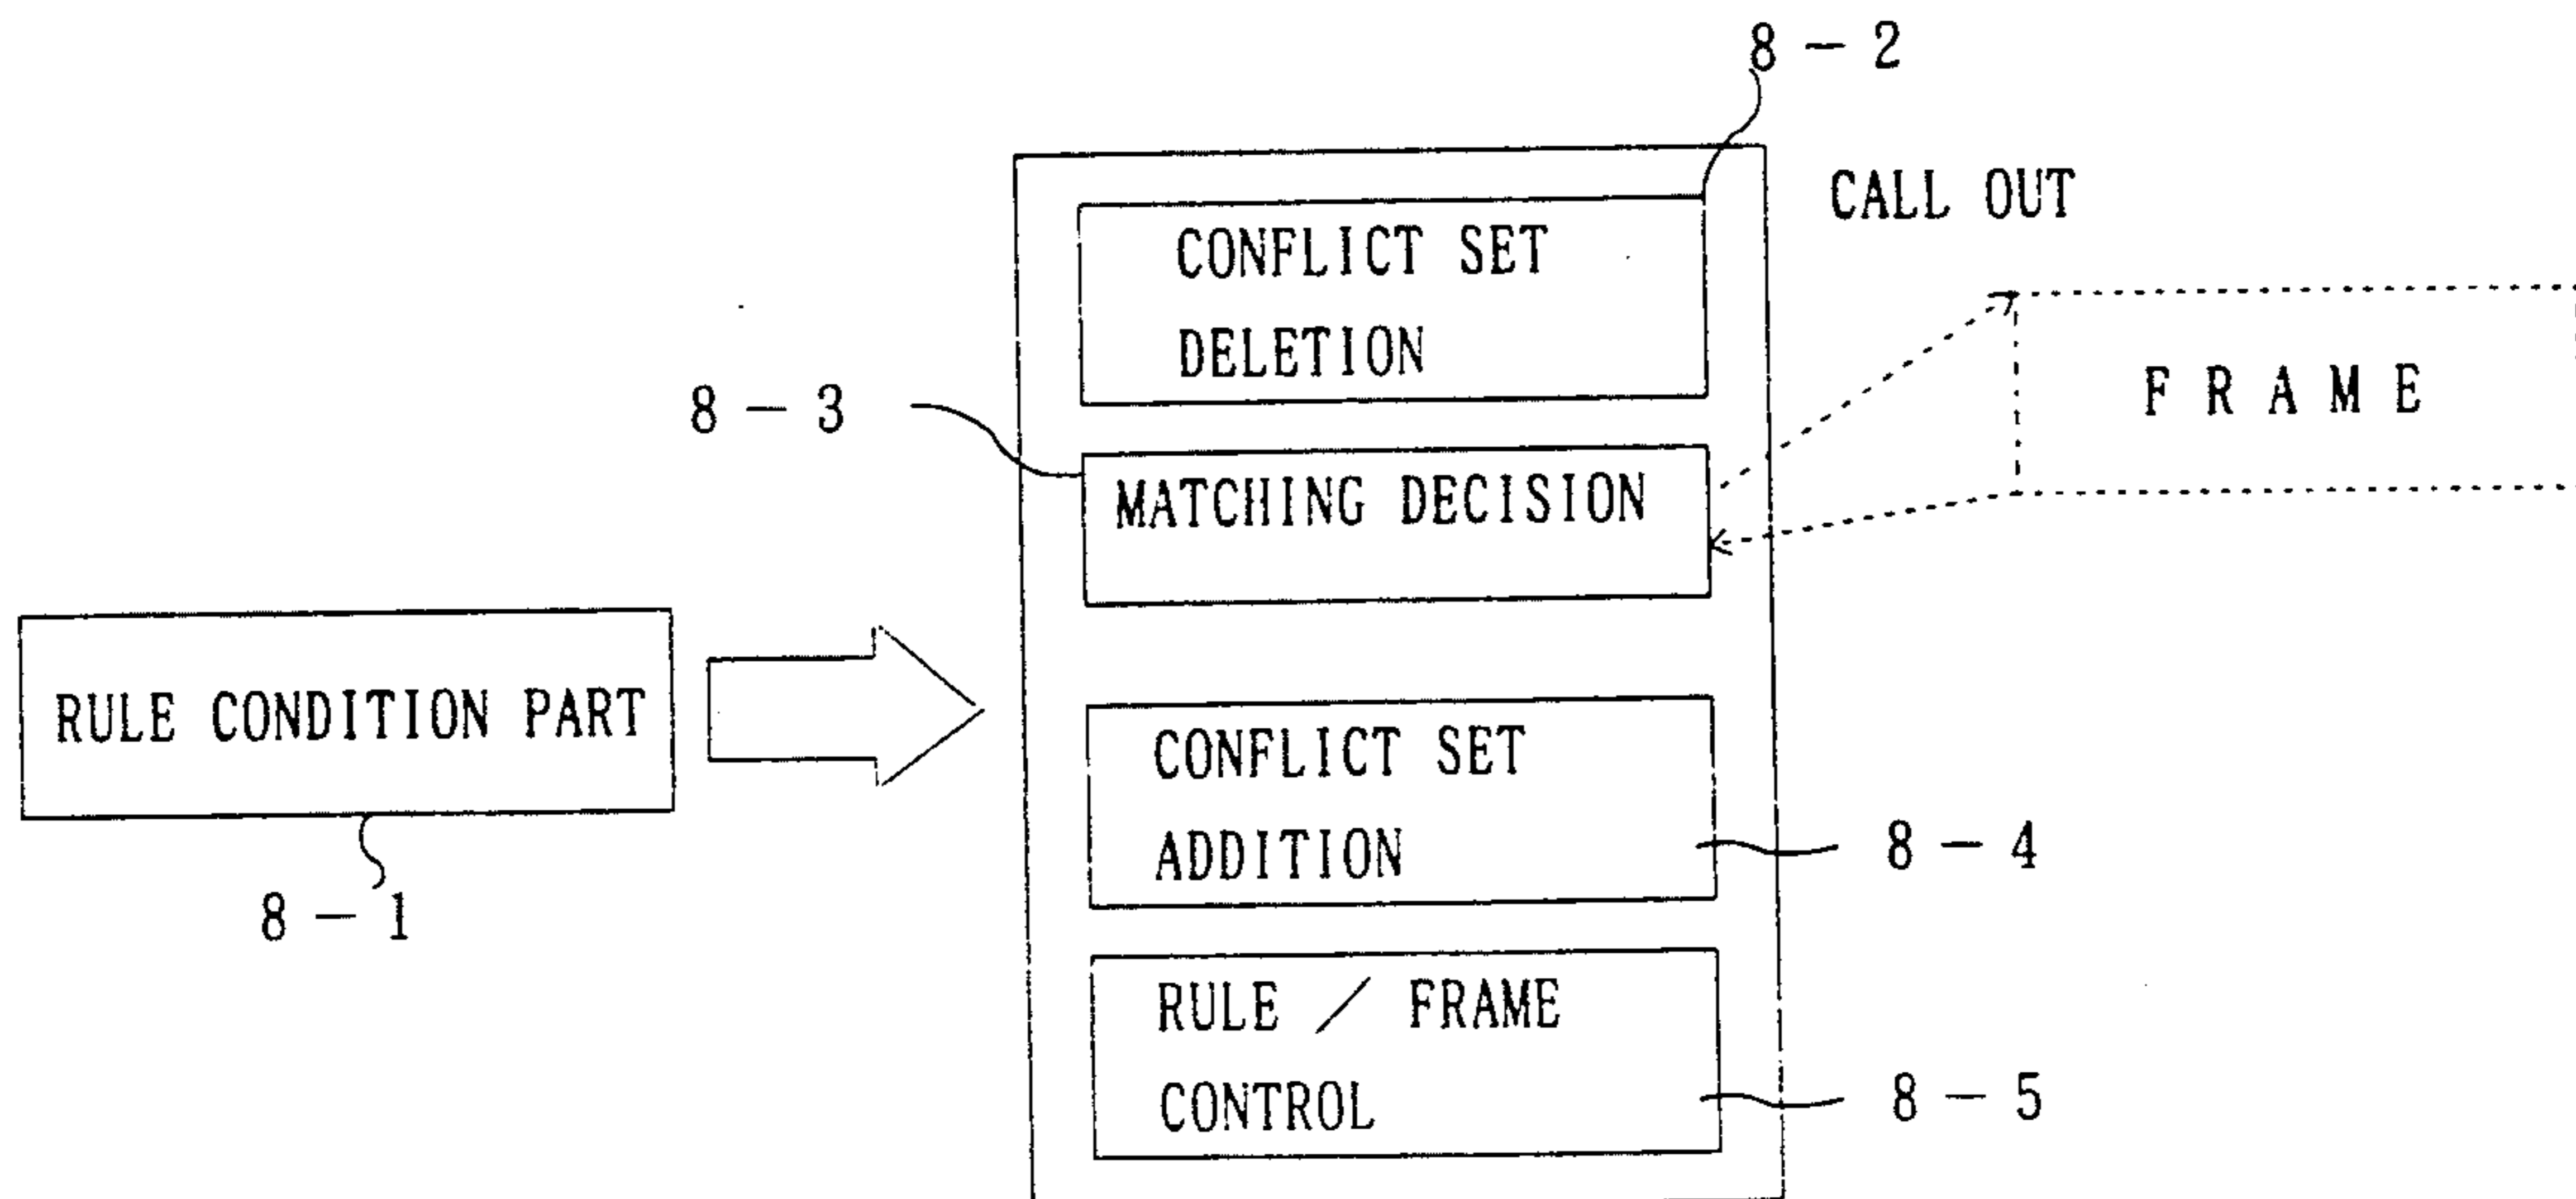 8 - 2
CALL OUT
CONFLICT SET
DELETION
8 - 3
FRAME
MATCHING DECISION
RULE CONDITION PART
8 - 1
CONFLICT SET
ADDITION
8 - 4
RULE / FRAME
CONTROL
8 - 5